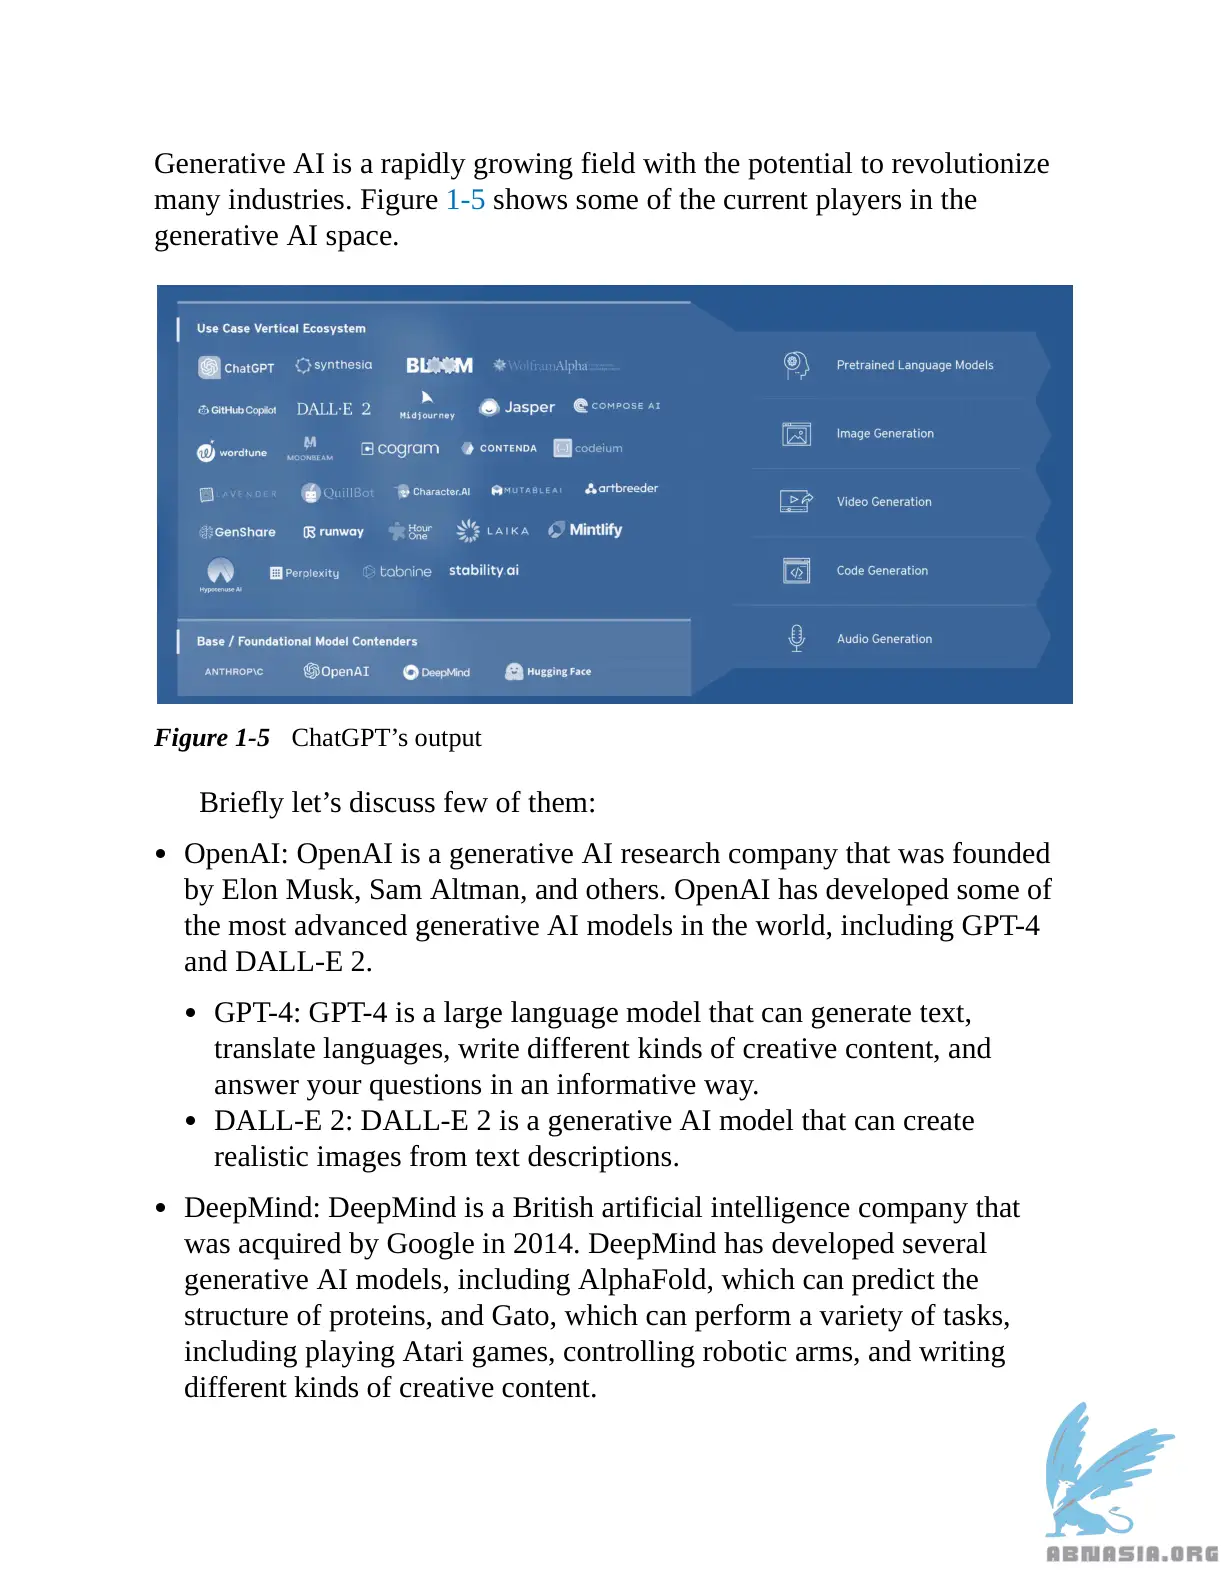 Generative AI is a rapidly growing field with the potential to revolutionize
many industries. Figure 1-5 shows some of the current players in the
generative AI space.
Use Case Vertical Ecosystem
ChatGPT synthesia BLOOM WolframAlpha
GitHub Copilot DALL·E 2 Midjourney Jasper COMPOSE AI
wordtune MOONBEAM cogram CONTENDA codeium
LAVENDER QuillBot Character.AI MUTABLEAI artbreeder
GenShare runway Hour One LAIKA Mintlify
Hypotenuse AI Perplexity tabnine stability.ai
Base / Foundational Model Contenders
ANTHROP\C OpenAI DeepMind Hugging Face
Pretrained Language Models
Image Generation
Video Generation
Code Generation
Audio Generation
Figure 1-5 ChatGPT’s output
Briefly let’s discuss few of them:
• OpenAI: OpenAI is a generative AI research company that was founded
by Elon Musk, Sam Altman, and others. OpenAI has developed some of
the most advanced generative AI models in the world, including GPT-4
and DALL-E 2.
• GPT-4: GPT-4 is a large language model that can generate text,
translate languages, write different kinds of creative content, and
answer your questions in an informative way.
• DALL-E 2: DALL-E 2 is a generative AI model that can create
realistic images from text descriptions.
• DeepMind: DeepMind is a British artificial intelligence company that
was acquired by Google in 2014. DeepMind has developed several
generative AI models, including AlphaFold, which can predict the
structure of proteins, and Gato, which can perform a variety of tasks,
including playing Atari games, controlling robotic arms, and writing
different kinds of creative content.
ABNASIA.ORG